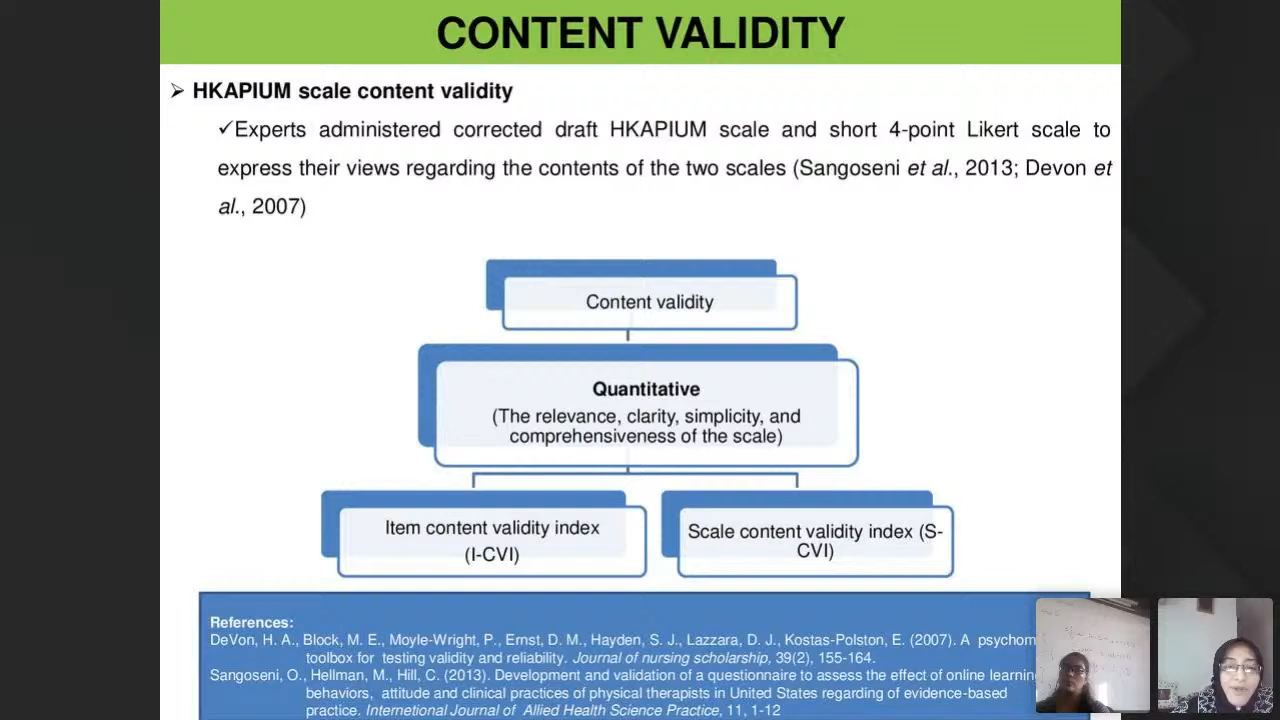 CONTENT VALIDITY
➢ HKAPIUM scale content validity
✓Experts administered corrected draft HKAPIUM scale and short 4-point Likert scale to
express their views regarding the contents of the two scales (Sangoseni et al., 2013; Devon et
al., 2007)
Content validity
Quantitative
(The relevance, clarity, simplicity, and
comprehensiveness of the scale)
Item content validity index
(I-CVI)
Scale content validity index (S-
CVI)
References:
DeVon, H. A., Block, M. E., Moyle-Wright, P., Ernst, D. M., Hayden, S. J., Lazzara, D. J., Kostas-Polston, E. (2007). A psychom
toolbox for testing validity and reliability. Journal of nursing scholarship, 39(2), 155-164.
Sangoseni, O., Hellman, M., Hill, C. (2013). Development and validation of a questionnaire to assess the effect of online learning
behaviors, attitude and clinical practices of physical therapists in United States regarding of evidence-based
practice. Internetional Journal of Allied Health Science Practice, 11, 1-12